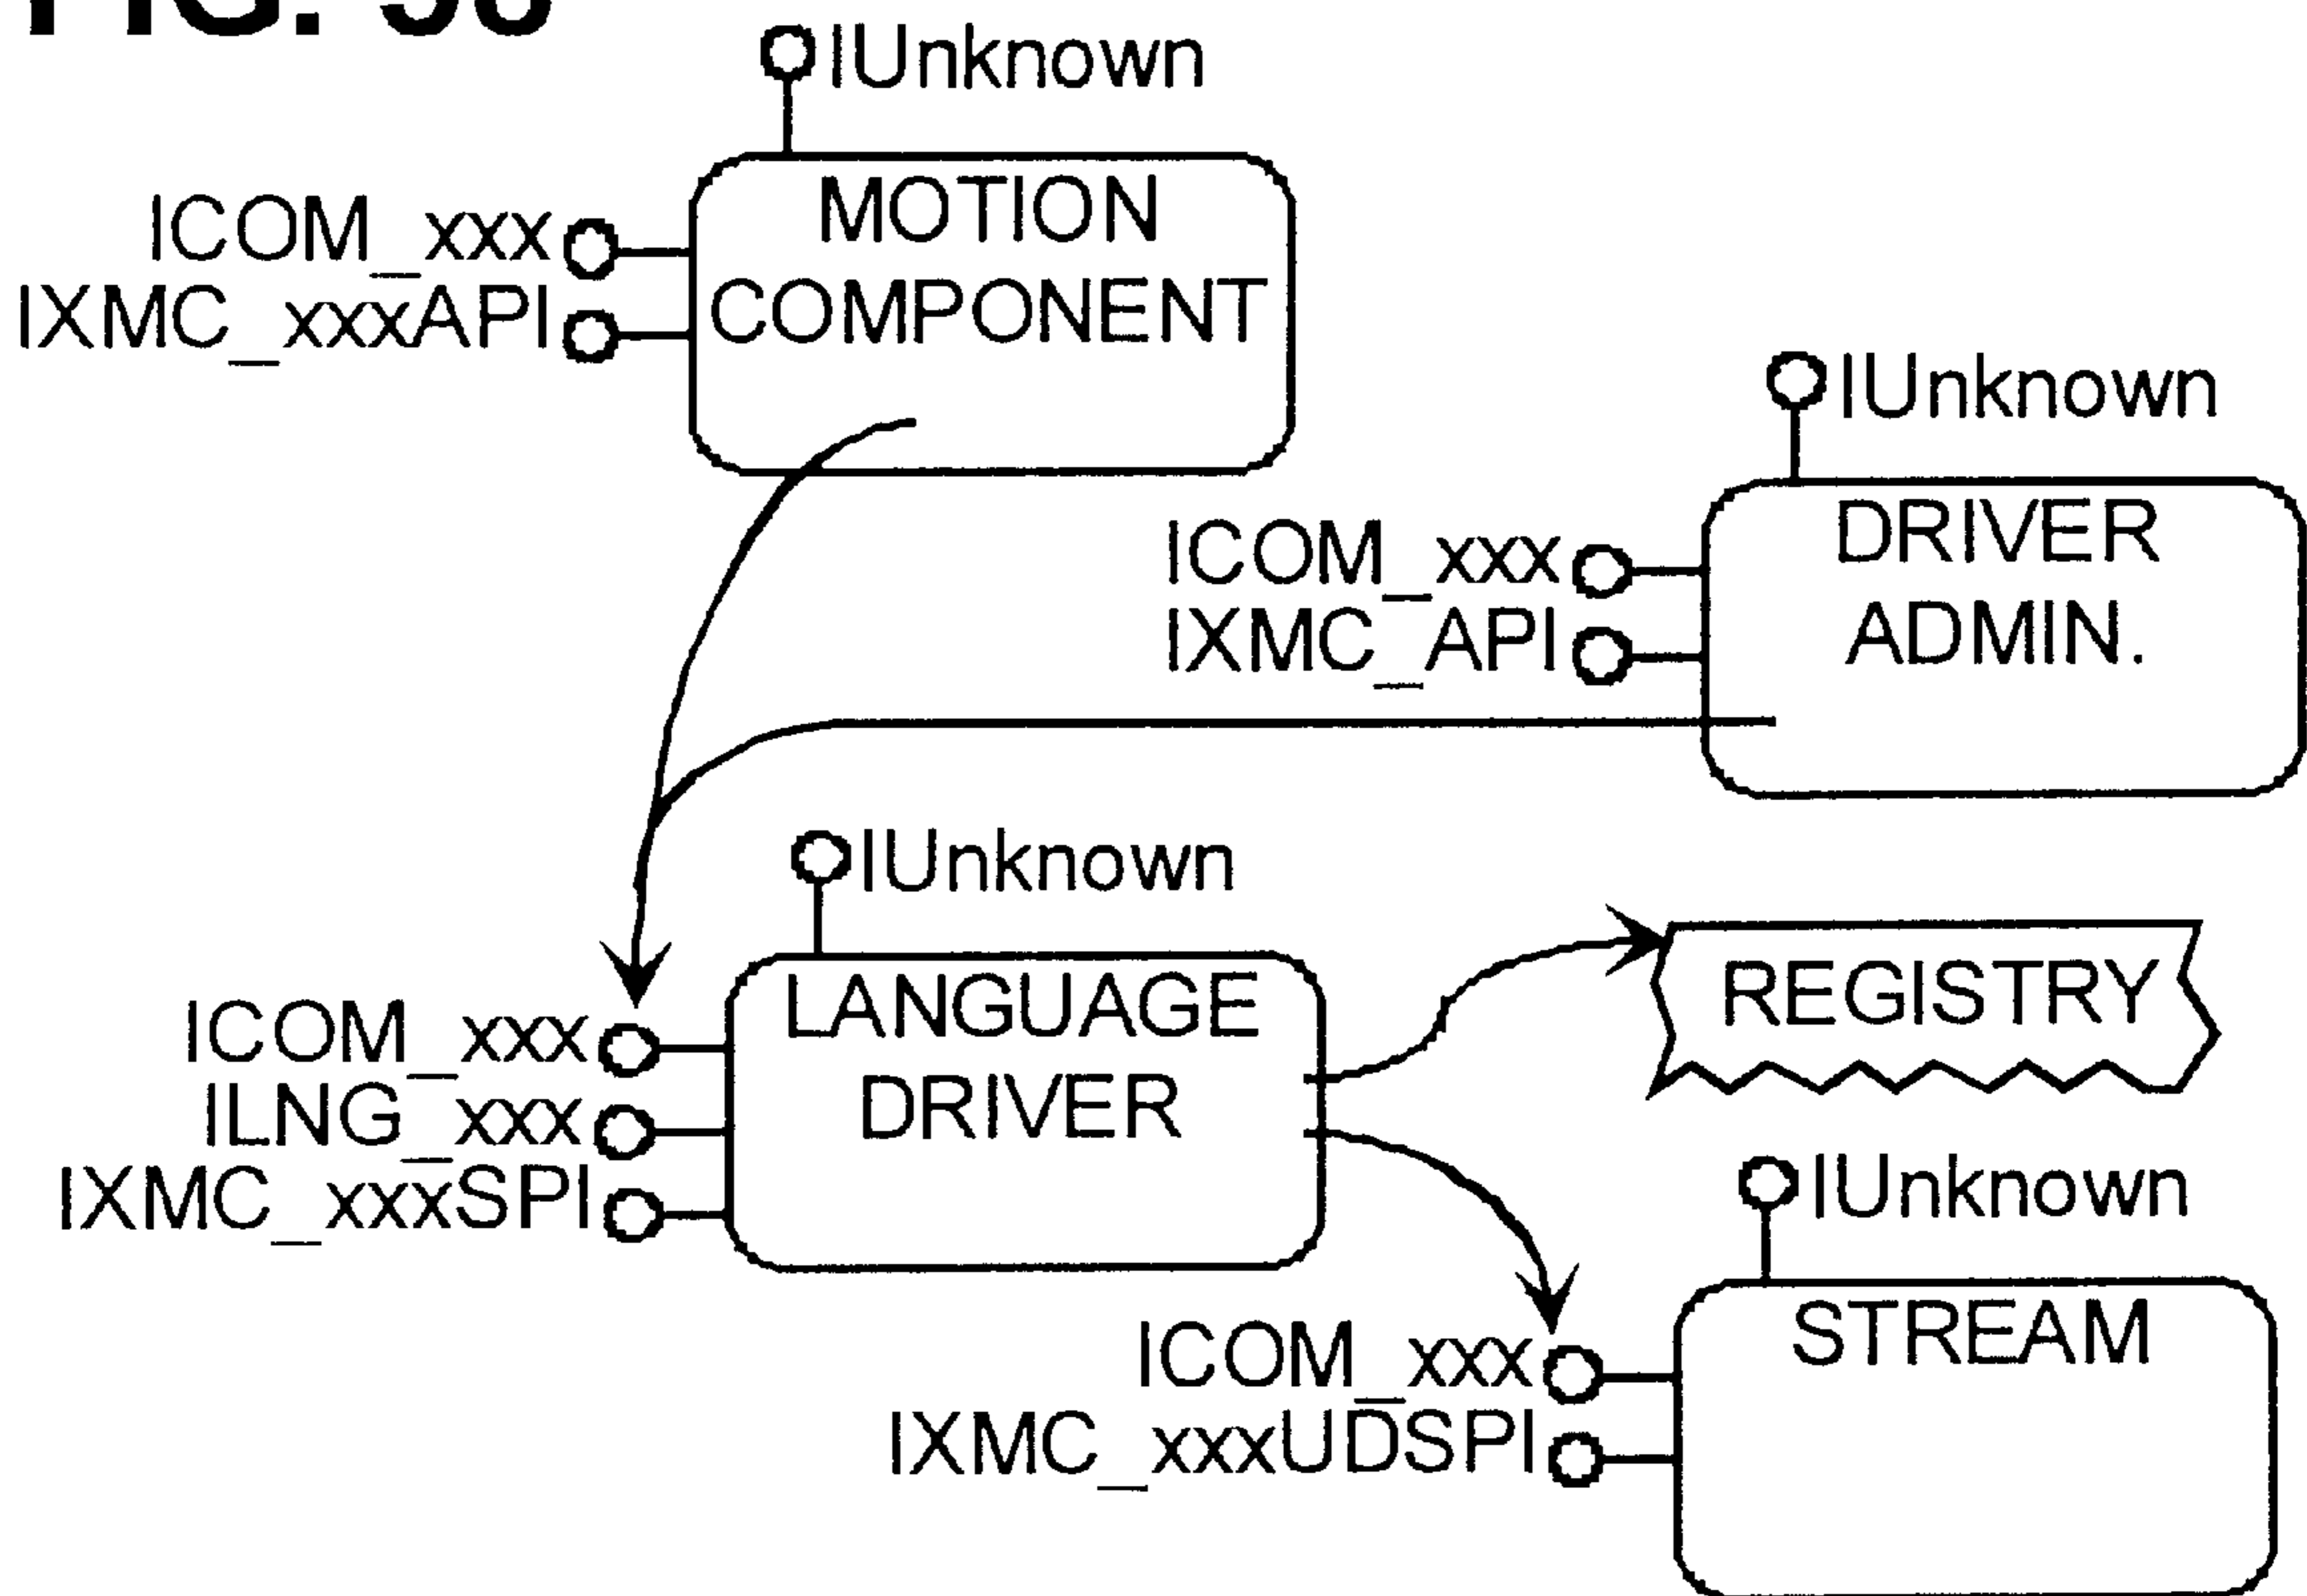 IUnknown
MOTION
COMPONENT
ICOM_xxx
IXMC_xxxAPI
IUnknown
DRIVER
ADMIN.
ICOM_xxx
IXMC_API
IUnknown
LANGUAGE
DRIVER
ICOM_xxx
ILNG_xxx
IXMC_xxxSPI
REGISTRY
IUnknown
STREAM
ICOM_xxx
IXMC_xxxUDSPI